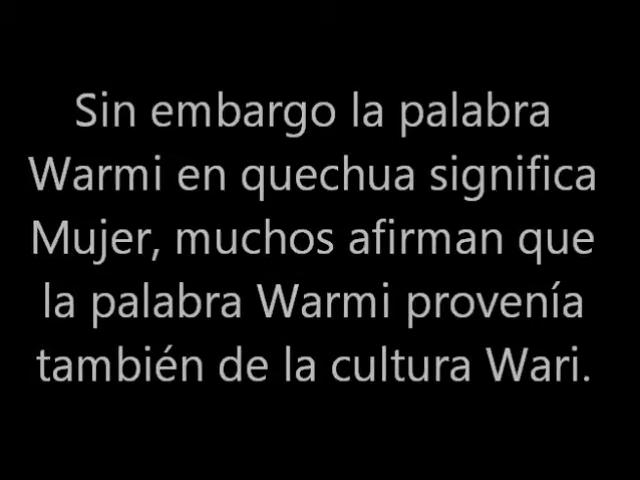 Sin embargo la palabra
Warmi en quechua significa
Mujer, muchos afirman que
la palabra Warmi provenía
también de la cultura Wari.